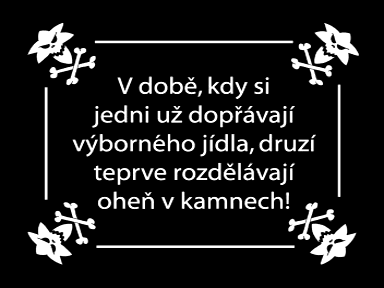 V době, kdy si
jedni už dopřávají
výborného jídla, druzí
teprve rozdělávají
oheň v kamnech!